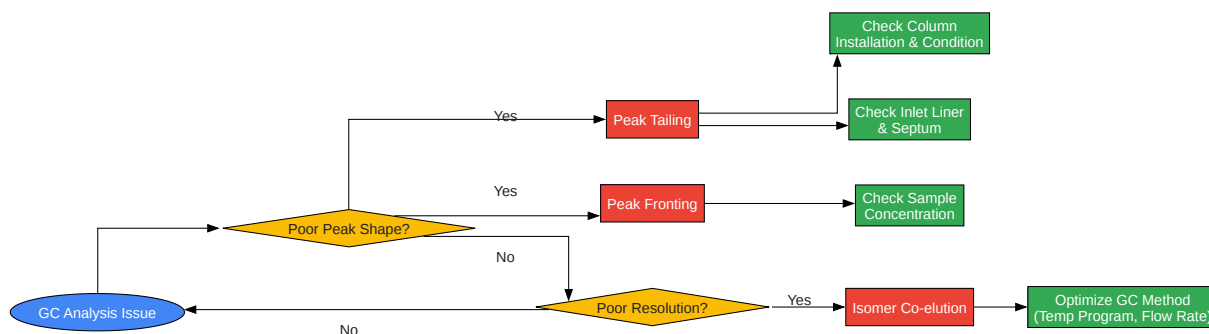 Check Column
Installation & Condition
Yes
Peak Tailing
Check Inlet Liner
& Septum
Yes
Peak Fronting
Check Sample
Concentration
Poor Peak Shape?
No
GC Analysis Issue
Poor Resolution?
Yes
Isomer Co-elution
Optimize GC Method
(Temp Program, Flow Rate)
No